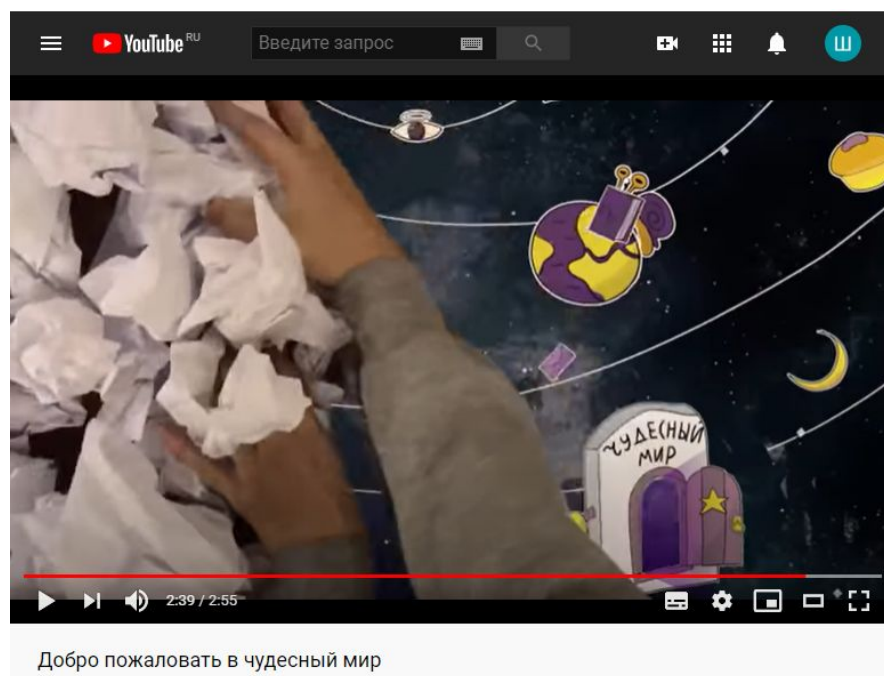 YouTube RU
Введите запрос
Ш
ЧУДЕСНЫЙ
МИР
2:39 / 2:55
Добро пожаловать в чудесный мир